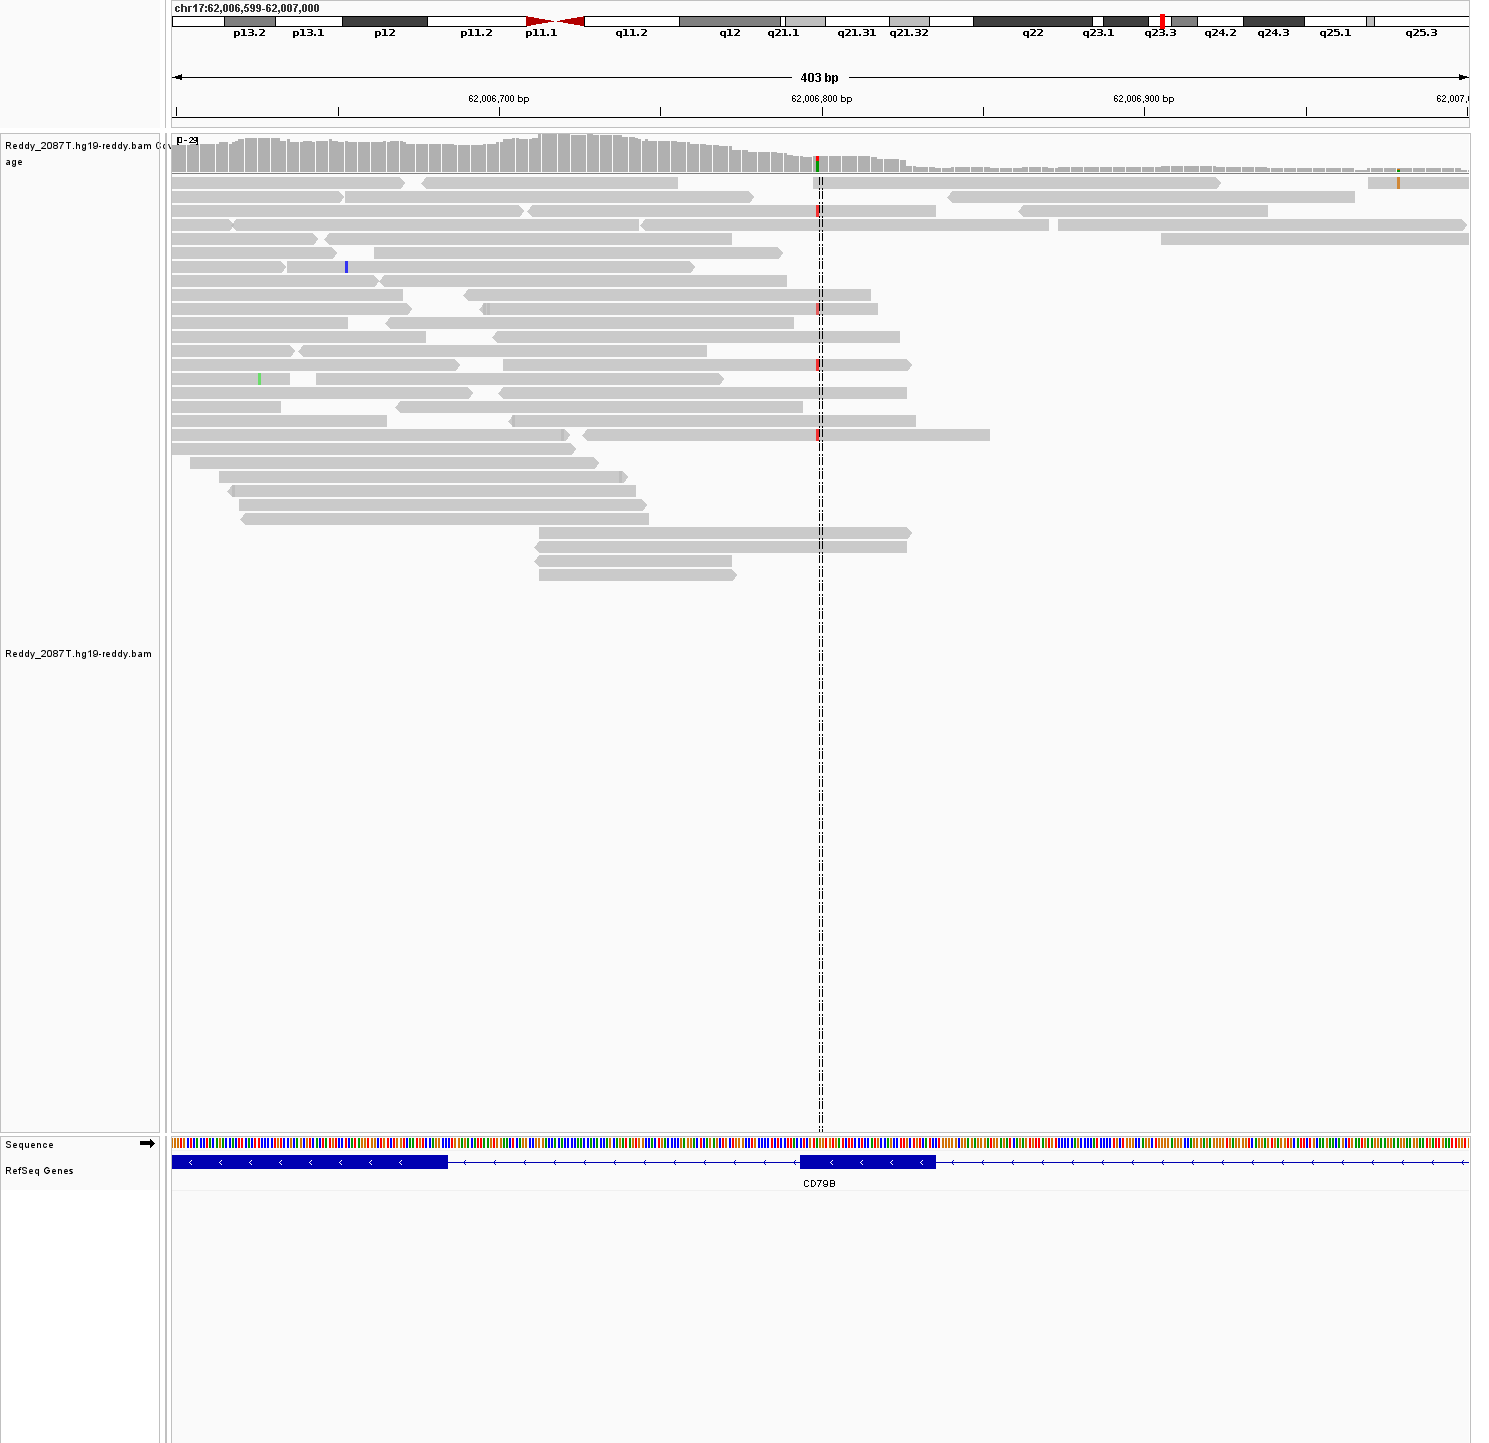 chr17:62,006,599-62,007,000
p13.2 p13.1 p12 p11.2 p11.1 q11.2 q12 q21.1 q21.31 q21.32 q22 q23.1 q23.3 q24.2 q24.3 q25.1 q25.3
403 bp
62,006,700 bp 62,006,800 bp 62,006,900 bp 62,007,0
Reddy_2087T.hg19-reddy.bam Cov
age
[0-29]
Reddy_2087T.hg19-reddy.bam
Sequence
RefSeq Genes
CD79B